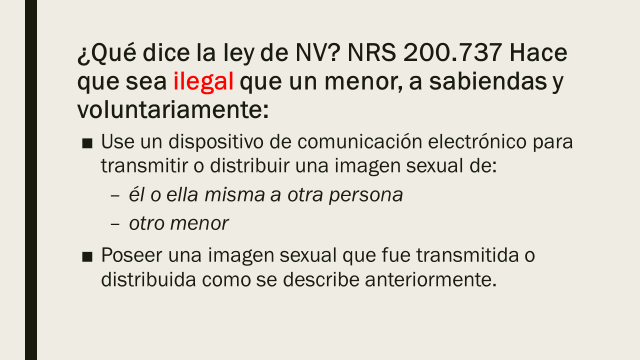 ¿Qué dice la ley de NV? NRS 200.737 Hace
que sea ilegal que un menor, a sabiendas y
voluntariamente:
■ Use un dispositivo de comunicación electrónico para
transmitir o distribuir una imagen sexual de:
– él o ella misma a otra persona
– otro menor
■ Poseer una imagen sexual que fue transmitida o
distribuida como se describe anteriormente.